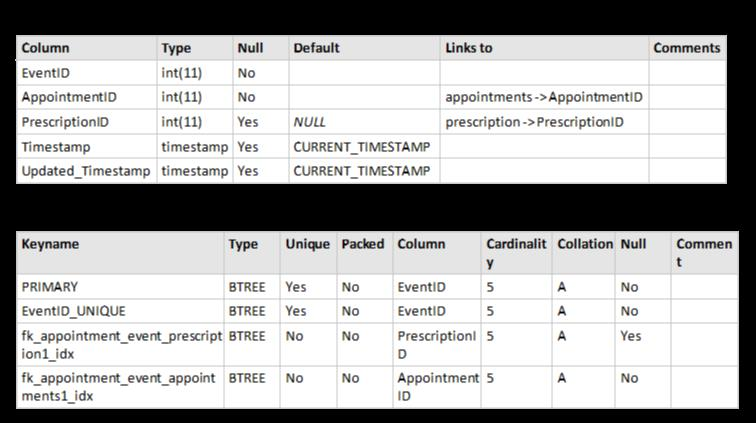 Column Type Null Default Links to Comments
EventID int(11) No
AppointmentID int(11) No appointments->AppointmentID
PrescriptionID int(11) Yes NULL prescription->PrescriptionID
Timestamp timestamp Yes CURRENT_TIMESTAMP
Updated_Timestamp timestamp Yes CURRENT_TIMESTAMP
Keyname Type Unique Packed Column Cardinalit Collation Null Commen
y t
PRIMARY BTREE Yes No EventID 5 A No
EventID_UNIQUE BTREE Yes No EventID 5 A No
fk_appointment_event_prescript BTREE No No PrescriptionI 5 A Yes
ion1_idx D
fk_appointment_event_appoint BTREE No No Appointment 5 A No
ments1_idx ID